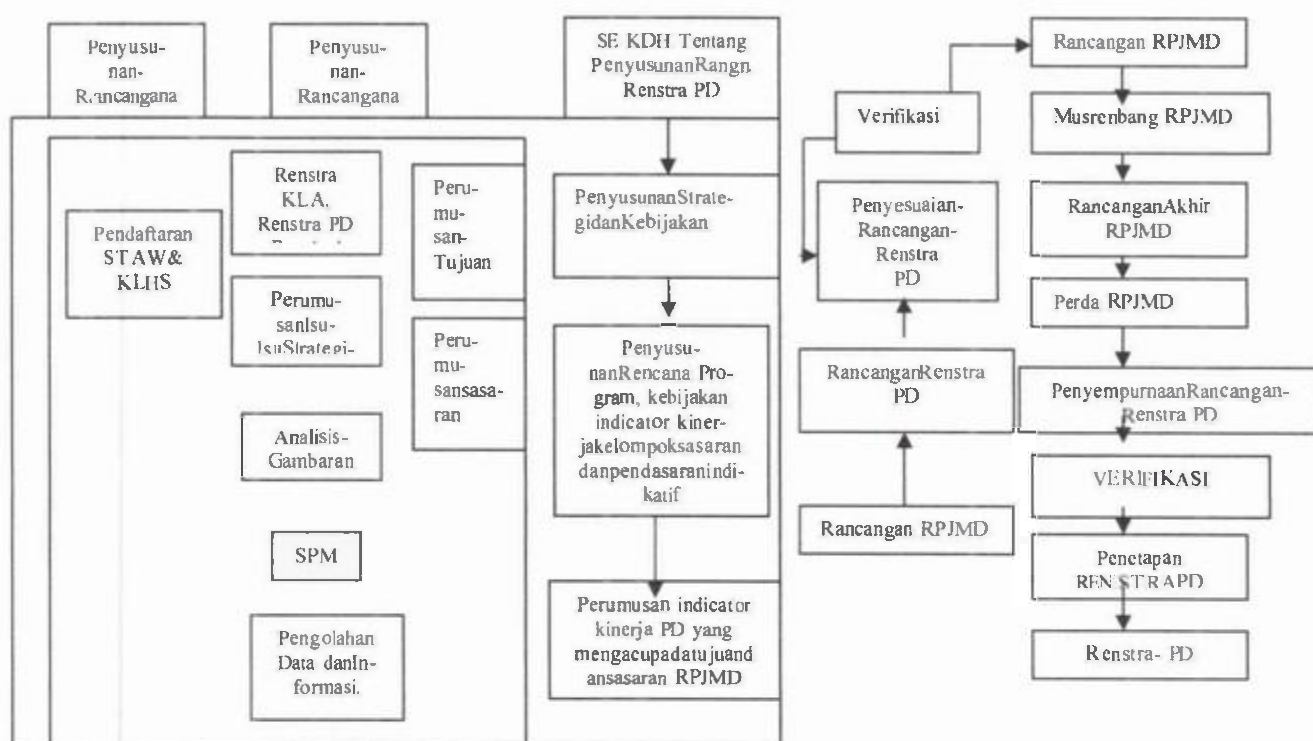 Penyusu-
nan-
Rancangana
Penyusu-
nan-
Rancangana
SE KDH Tentang
PenyusunanRangn
Renstra PD
Pendaftaran
STAW&
KLHS
Renstra
KLA,
Renstra PD
Perumu-
sanIsu-
IsuStrategi-
Analisis-
Gambaran
SPM
Pengolahan
Data danIn-
formasi.
Peru-
mu-
san-
Tujuan
Peru-
mu-
sansasa-
ran
PenyusunanStrate-
gidanKebijakan
Penyusu-
nanRencana Pro-
gram, kebijakan
indicator kiner-
jakelompoksasaran
danpendasaranindi-
katif
Perumusan indicator
kinerja PD yang
mengacupadatujuand
ansasaran RPJMD
Verifikasi
Penyesuaian-
Rancangan-
Renstra
PD
RancanganRenstra
PD
Rancangan RPJMD
Rancangan RPJMD
Musrenbang RPJMD
RancanganAkhir
RPJMD
Perda RPJMD
PenyempurnaanRancangan-
Renstra PD
VERIFIKASI
Penetapan
RENSTRAPD
Renstra- PD